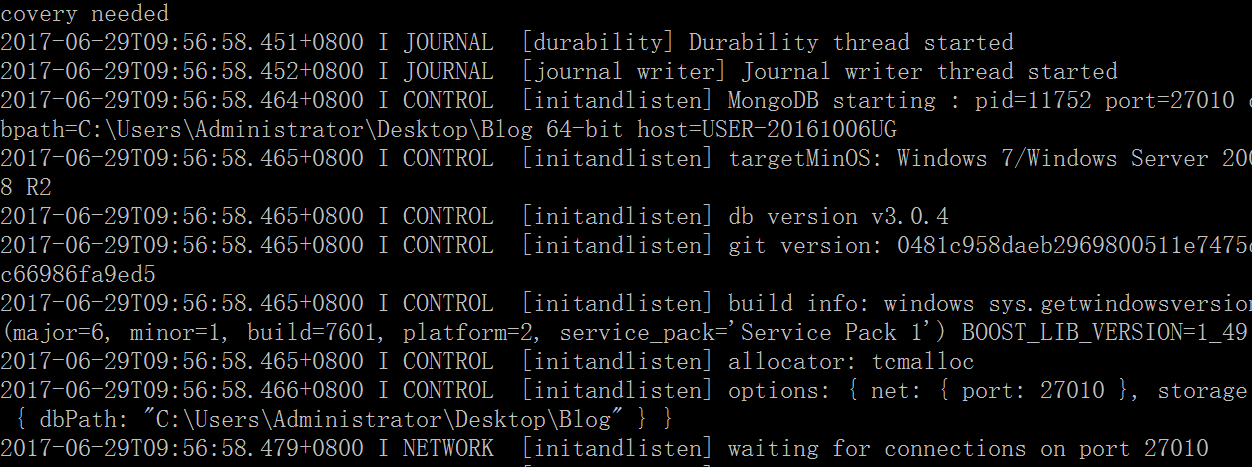 covery needed
2017-06-29T09:56:58.451+0800 I JOURNAL  [durability] Durability thread started
2017-06-29T09:56:58.452+0800 I JOURNAL  [journal writer] Journal writer thread started
2017-06-29T09:56:58.464+0800 I CONTROL  [initandlisten] MongoDB starting : pid=11752 port=27010
bpath=C:\Users\Administrator\Desktop\Blog 64-bit host=USER-20161006UG
2017-06-29T09:56:58.465+0800 I CONTROL  [initandlisten] targetMinOS: Windows 7/Windows Server 200
8 R2
2017-06-29T09:56:58.465+0800 I CONTROL  [initandlisten] db version v3.0.4
2017-06-29T09:56:58.465+0800 I CONTROL  [initandlisten] git version: 0481c958daeb2969800511e7475d
c66986fa9ed5
2017-06-29T09:56:58.465+0800 I CONTROL  [initandlisten] build info: windows sys.getwindowsversion
(major=6, minor=1, build=7601, platform=2, service_pack='Service Pack 1') BOOST_LIB_VERSION=1_49
2017-06-29T09:56:58.465+0800 I CONTROL  [initandlisten] allocator: tcmalloc
2017-06-29T09:56:58.466+0800 I CONTROL  [initandlisten] options: { net: { port: 27010 }, storage
 { dbPath: "C:\Users\Administrator\Desktop\Blog" } }
2017-06-29T09:56:58.479+0800 I NETWORK  [initandlisten] waiting for connections on port 27010